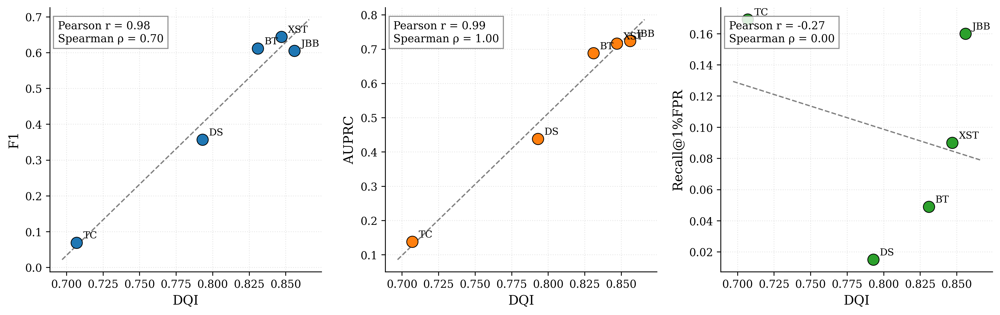 Pearson r = 0.98
Spearman ρ = 0.70
F1
0.7
0.6
0.5
0.4
0.3
0.2
0.1
0.0
XST
BT
JBB
DS
TC
0.700 0.725 0.750 0.775 0.800 0.825 0.850
DQI
Pearson r = 0.99
Spearman ρ = 1.00
AUPRC
0.8
0.7
0.6
0.5
0.4
0.3
0.2
0.1
JBB
XST
BT
DS
TC
0.700 0.725 0.750 0.775 0.800 0.825 0.850
DQI
TC
Pearson r = -0.27
Spearman ρ = 0.00
Recall@1%FPR
0.16
0.14
0.12
0.10
0.08
0.06
0.04
0.02
JBB
XST
BT
DS
0.700 0.725 0.750 0.775 0.800 0.825 0.850
DQI